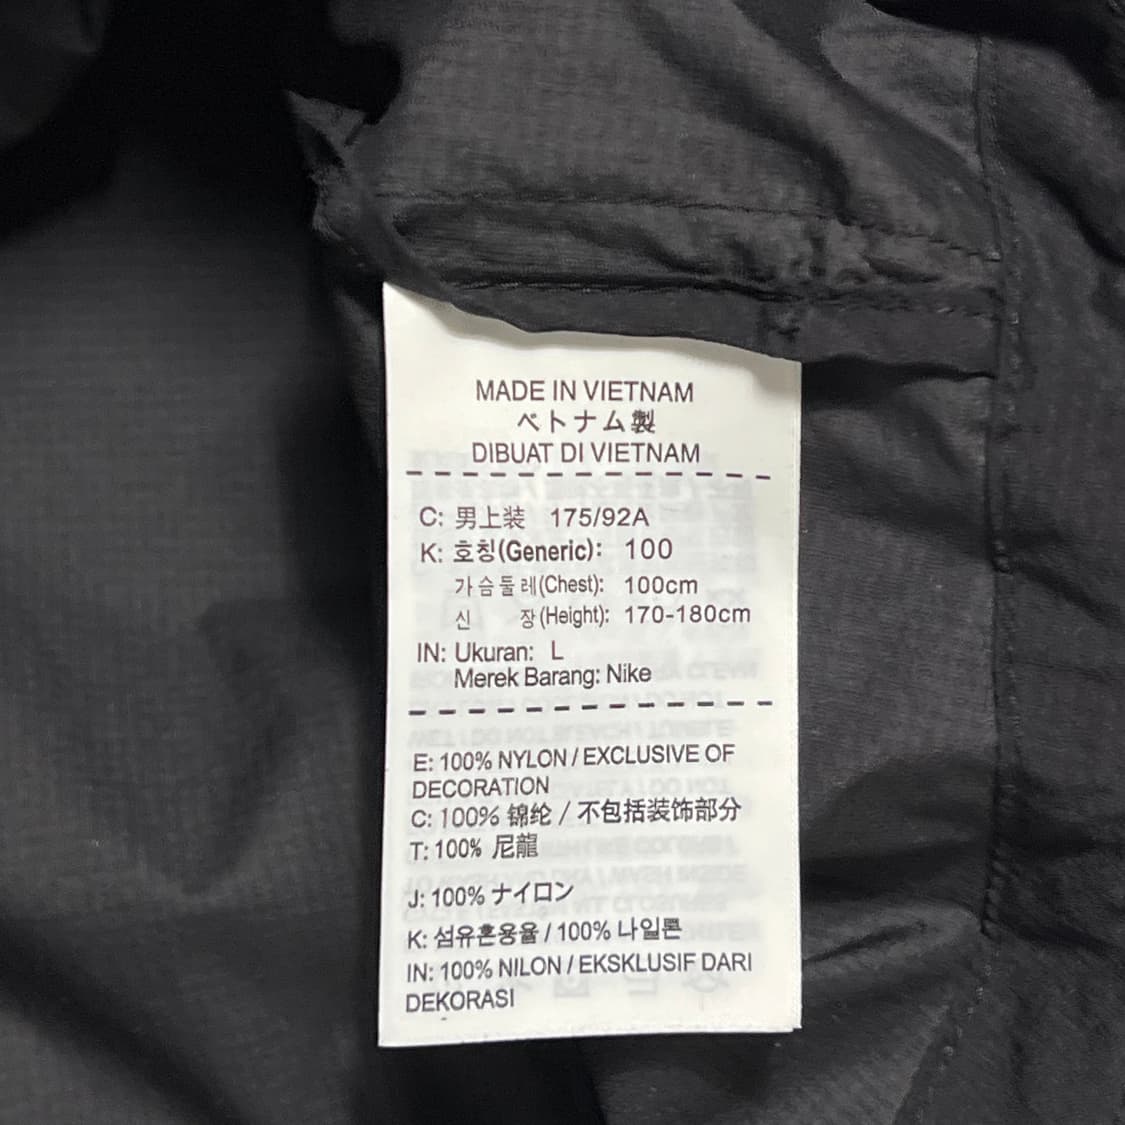 MADE IN VIETNAM
ベトナム製
DIBUAT DI VIETNAM
C: 男上装 175/92A
K: 호칭(Generic): 100
가슴둘레(Chest): 100cm
신 장(Height): 170-180cm
IN: Ukuran: L
Merek Barang: Nike
E: 100% NYLON / EXCLUSIVE OF
DECORATION
C: 100% 锦纶 / 不包括装饰部分
T: 100% 尼龍
J: 100% ナイロン
K: 섬유혼용율 / 100% 나일론
IN: 100% NILON / EKSKLUSIF DARI
DEKORASI